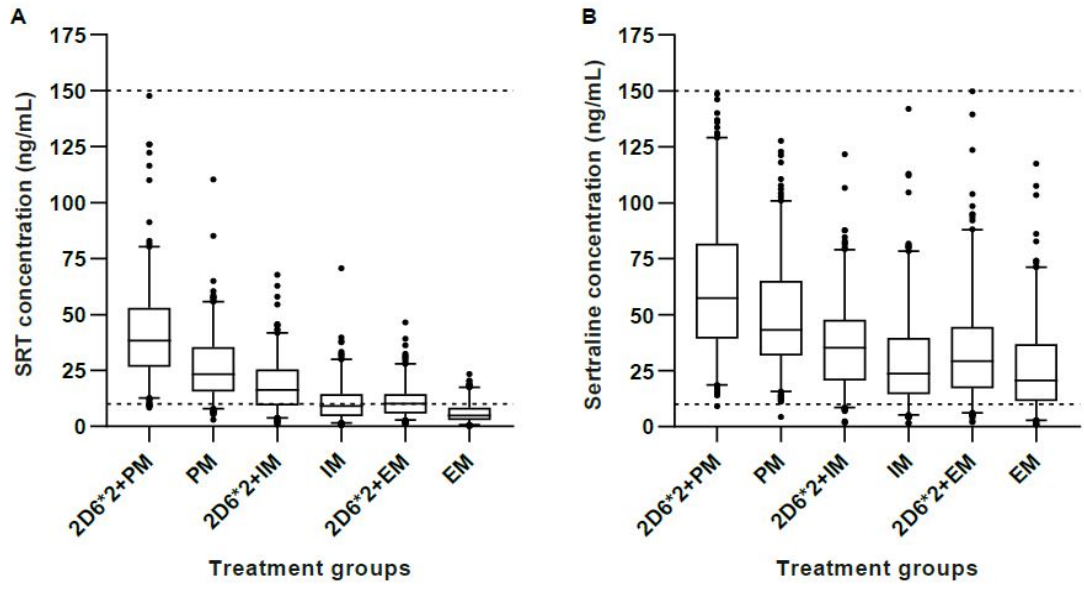 A
SRT concentration (ng/mL)
175
150
125
100
75
50
25
0
2D6*2+PM
PM
2D6*2+IM
IM
2D6*2+EM
EM
Treatment groups
B
Sertraline concentration (ng/mL)
175
150
125
100
75
50
25
0
2D6*2+PM
PM
2D6*2+IM
IM
2D6*2+EM
EM
Treatment groups